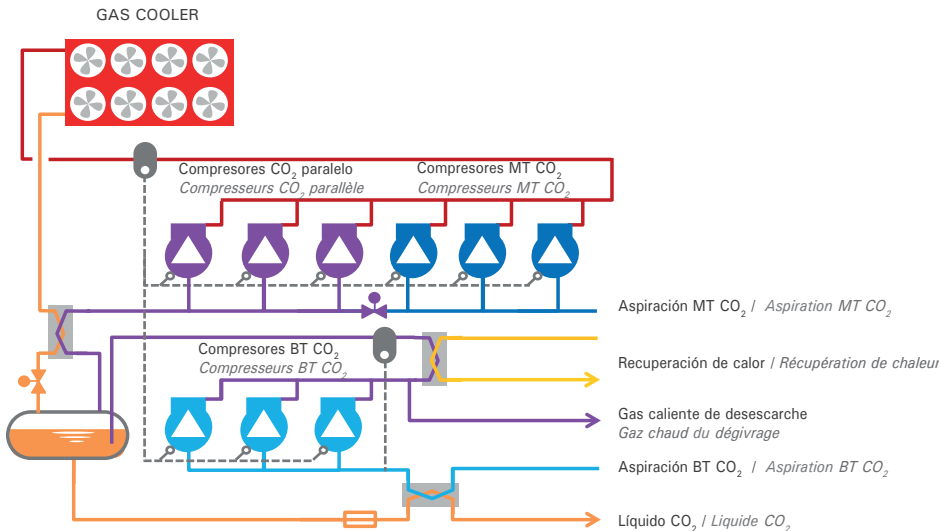 GAS COOLER
Compresores CO₂ paralelo
Compresseurs CO₂ parallèle
Compresores MT CO₂
Compresseurs MT CO₂
Aspiración MT CO₂ / Aspiration MT CO₂
Compresores BT CO₂
Compresseurs BT CO₂
Recuperación de calor / Récupération de chaleur
Gas caliente de desescarche
Gaz chaud du dégivrage
Aspiración BT CO₂ / Aspiration BT CO₂
Líquido CO₂ / Liquide CO₂